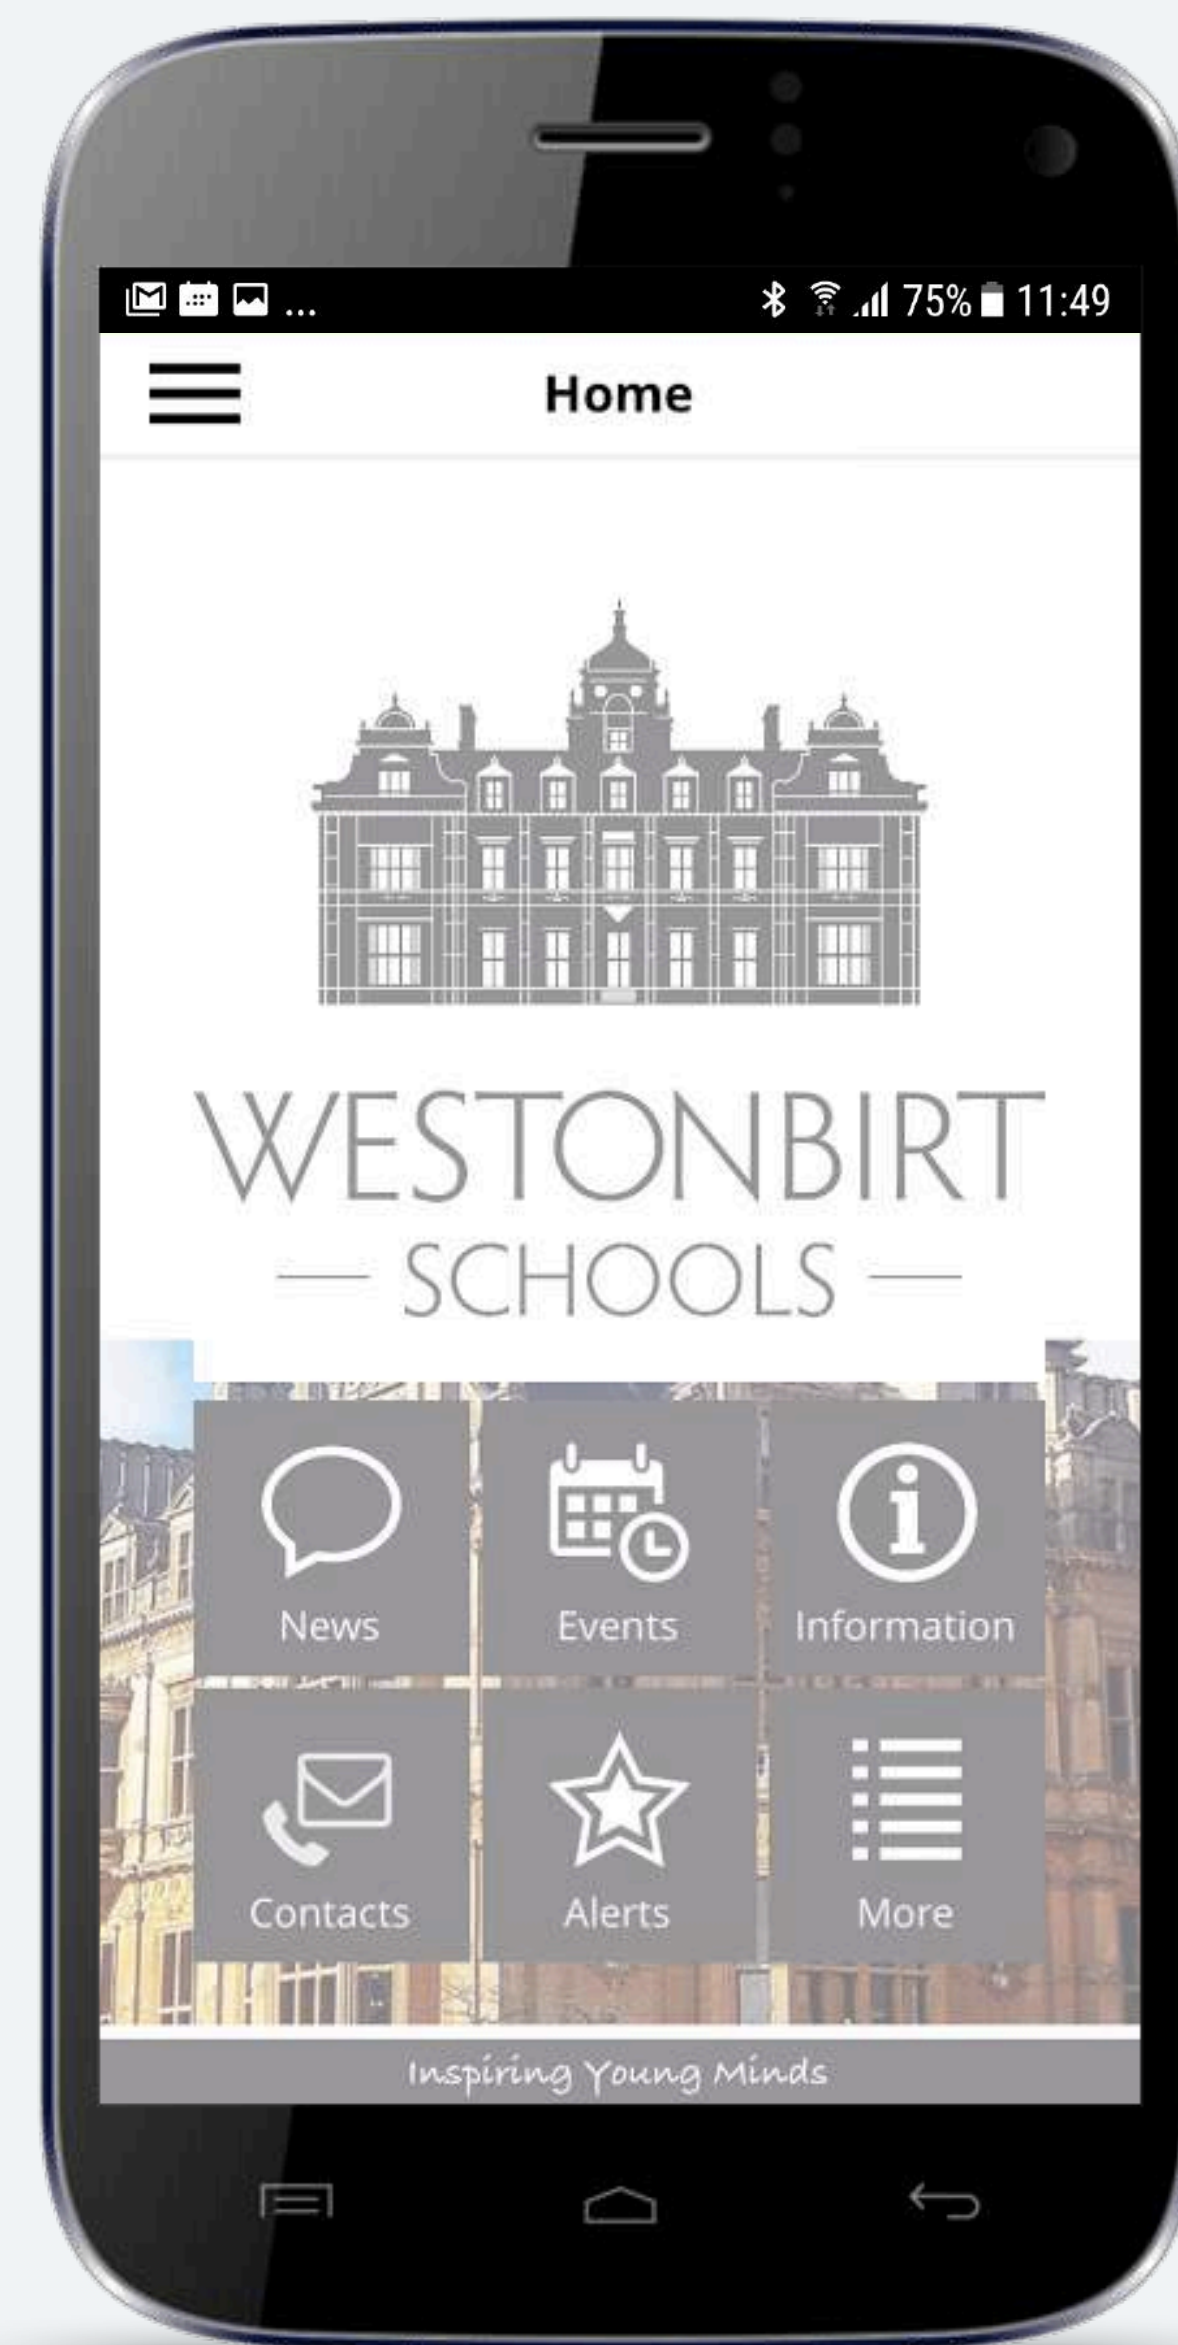 ... 75% 11:49
Home
WESTONBIRT
SCHOOLS
News Events Information
Contacts Alerts More
Inspiring Young Minds